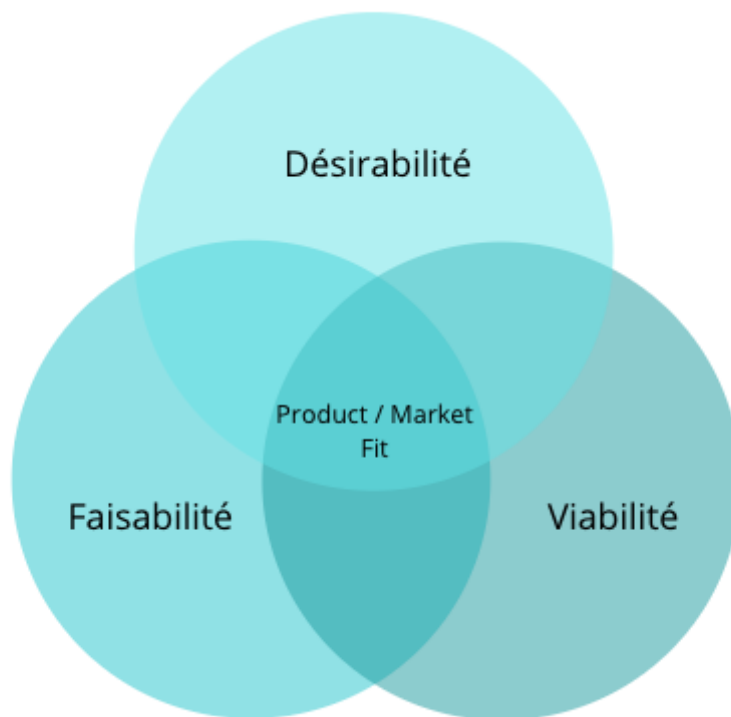 Désirabilité
Product / Market
Fit
Faisabilité
Viabilité